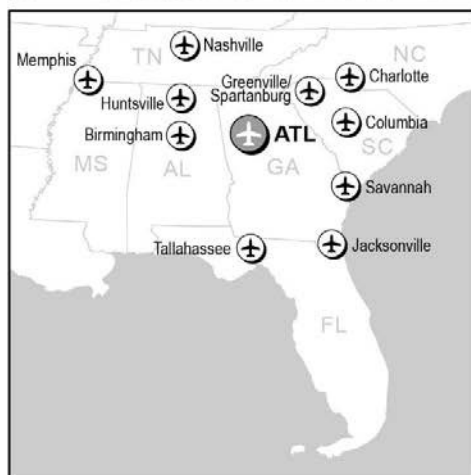 TN
Nashville
NC
Memphis
Greenville/
Spartanburg
Charlotte
Huntsville
Birmingham
ATL
Columbia
MS
AL
GA
SC
Savannah
Tallahassee
Jacksonville
FL